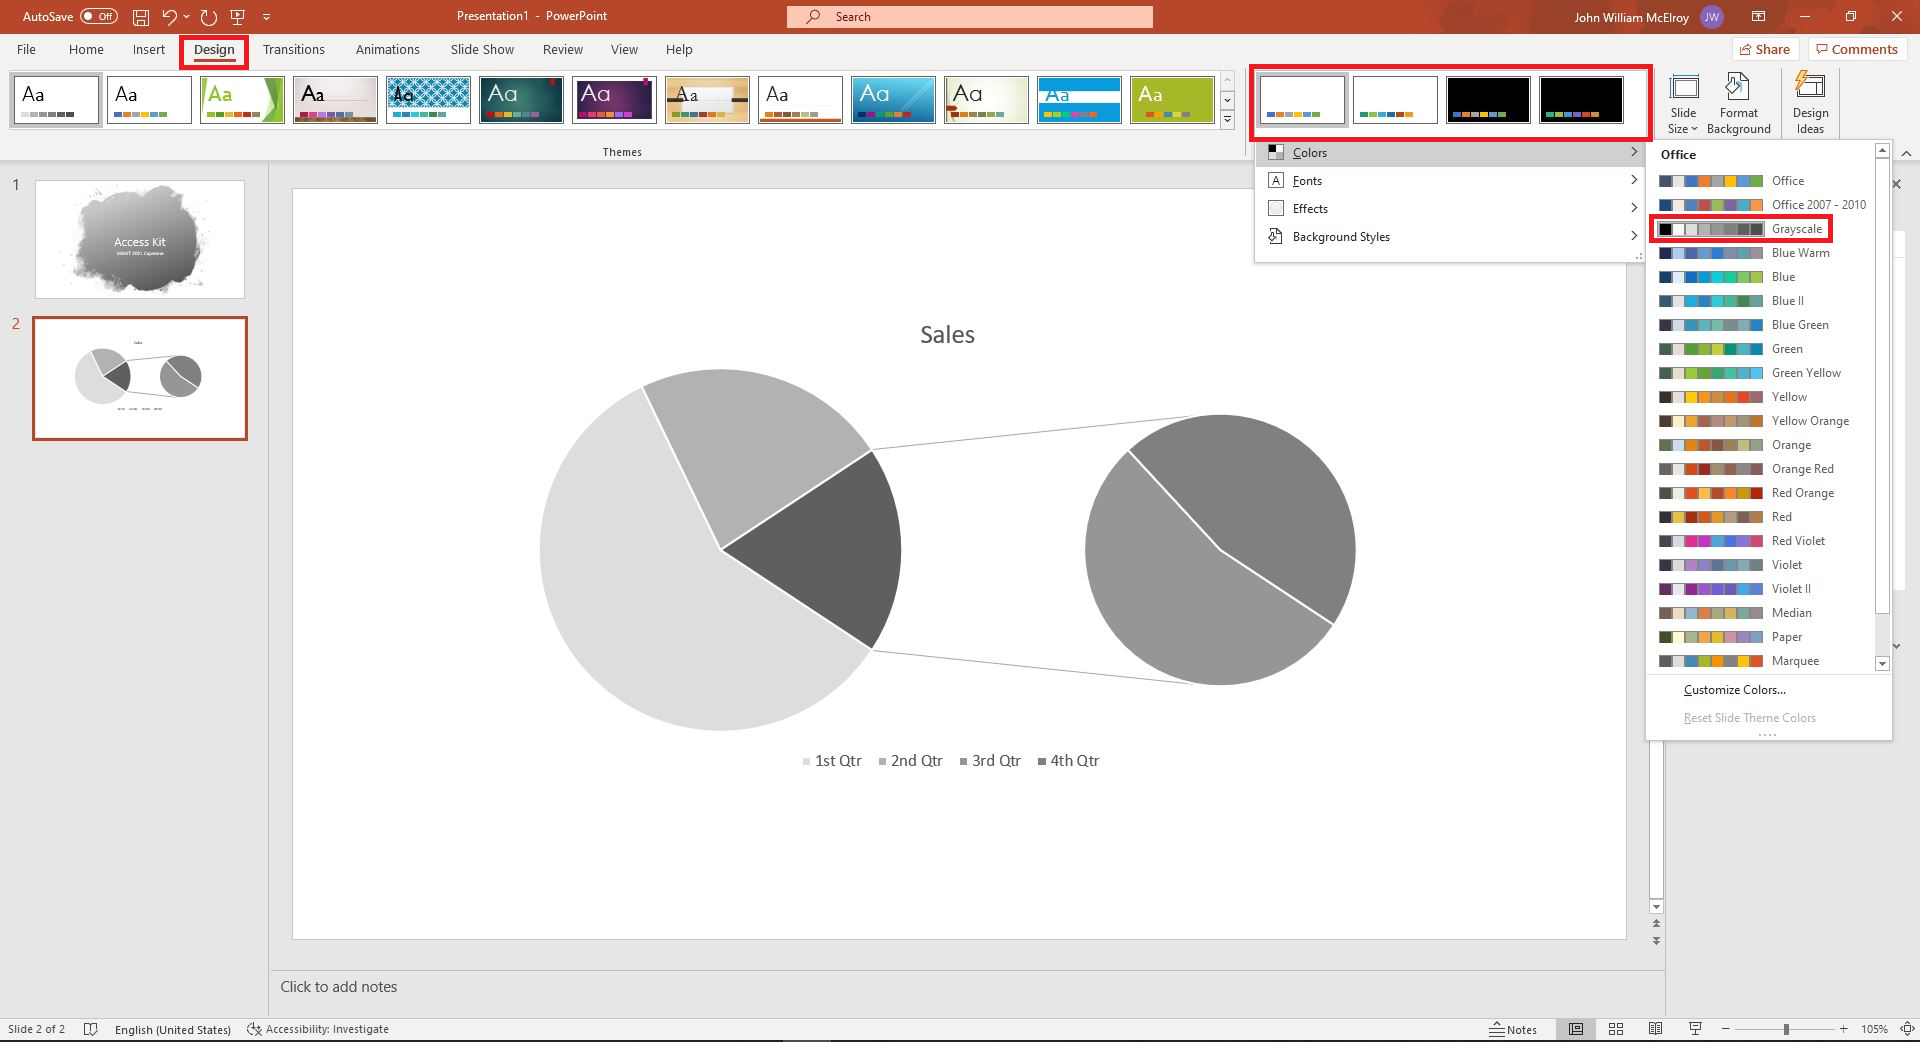 AutoSave Off
Presentation1 - PowerPoint
Search
John William McElroy JW
File Home Insert Design Transitions Animations Slide Show Review View Help
Share Comments
Aa Aa Aa Aa Aa Aa Aa Aa Aa Aa Aa Aa Aa
Slide Size
Format Background
Design Ideas
Themes
Colors
A Fonts
Effects
Background Styles
Office
Office
Office 2007 - 2010
Grayscale
Blue Warm
Blue
Blue II
Blue Green
Green
Green Yellow
Yellow
Yellow Orange
Orange
Orange Red
Red Orange
Red
Red Violet
Violet
Violet II
Median
Paper
Marquee
Customize Colors...
Reset Slide Theme Colors
1
Access Kit
MGMT 2021 Capstone
2
Sales
Sales
1st Qtr 2nd Qtr 3rd Qtr 4th Qtr
Click to add notes
Slide 2 of 2 English (United States) Accessibility: Investigate Notes 105%